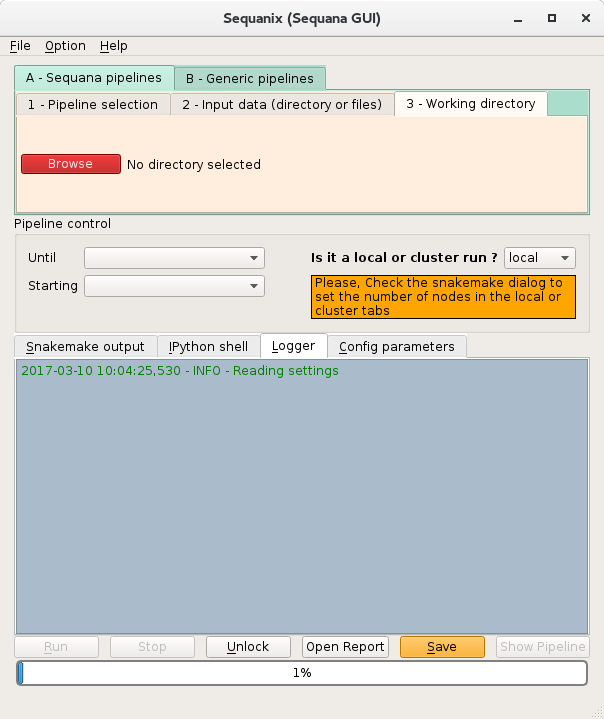 Sequanix (Sequana GUI)
File Option Help
A - Sequana pipelines B - Generic pipelines
1 - Pipeline selection 2 - Input data (directory or files) 3 - Working directory
Browse No directory selected
Pipeline control
Until Is it a local or cluster run ? local
Starting
Please, Check the snakemake dialog to
set the number of nodes in the local or
cluster tabs
Snakemake output IPython shell Logger Config parameters
2017-03-10 10:04:25,530 - INFO - Reading settings
Run Stop Unlock Open Report Save Show Pipeline
1%